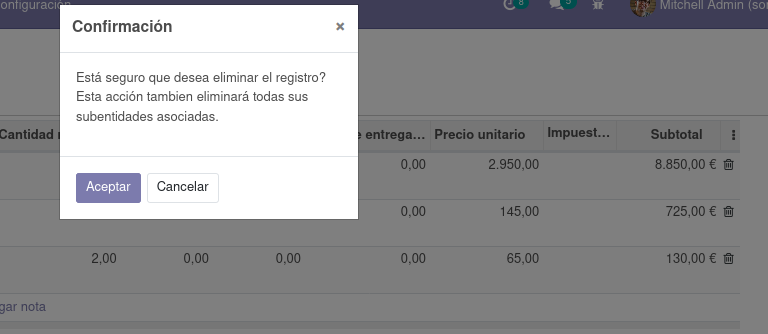 onfiguración
8
5
Mitchell Admin (sor
Confirmación ×
Está seguro que desea eliminar el registro?
Esta acción tambien eliminará todas sus
subentidades asociadas.
Aceptar Cancelar
Cantidad
e entrega… Precio unitario Impuest… Subtotal
0,00 2.950,00 8.850,00 €
0,00 145,00 725,00 €
2,00 0,00 0,00 0,00 65,00 130,00 €
gar nota